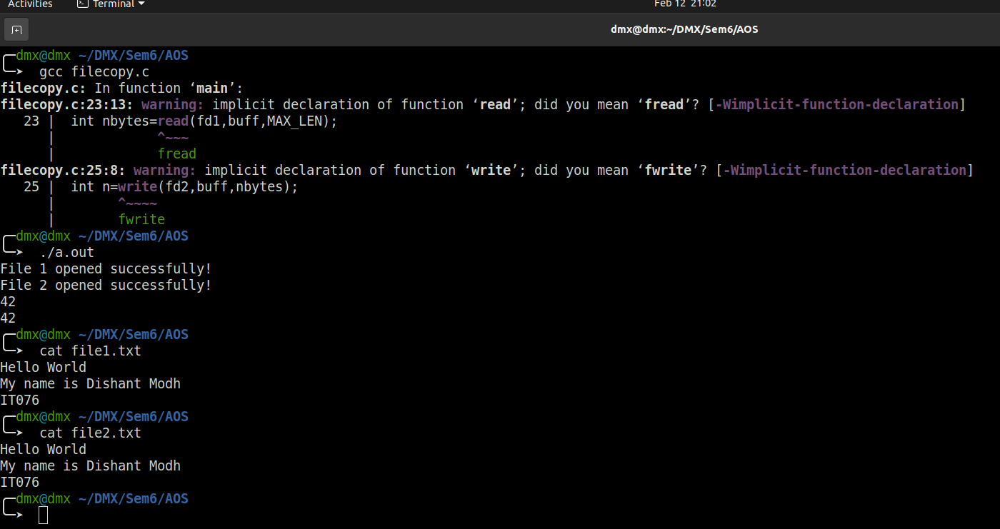 Activities Terminal Feb 12 21:02
dmx@dmx:~/DMX/Sem6/AOS
dmx@dmx ~/DMX/Sem6/AOS
gcc filecopy.c
filecopy.c: In function ‘main’:
filecopy.c:23:13: warning: implicit declaration of function ‘read’; did you mean ‘fread’? [-Wimplicit-function-declaration]
23 | int nbytes=read(fd1,buff,MAX_LEN);
| ^~~~
| fread
filecopy.c:25:8: warning: implicit declaration of function ‘write’; did you mean ‘fwrite’? [-Wimplicit-function-declaration]
25 | int n=write(fd2,buff,nbytes);
| ^~~~~
| fwrite
dmx@dmx ~/DMX/Sem6/AOS
./a.out
File 1 opened successfully!
File 2 opened successfully!
42
42
dmx@dmx ~/DMX/Sem6/AOS
cat file1.txt
Hello World
My name is Dishant Modh
IT076
dmx@dmx ~/DMX/Sem6/AOS
cat file2.txt
Hello World
My name is Dishant Modh
IT076
dmx@dmx ~/DMX/Sem6/AOS